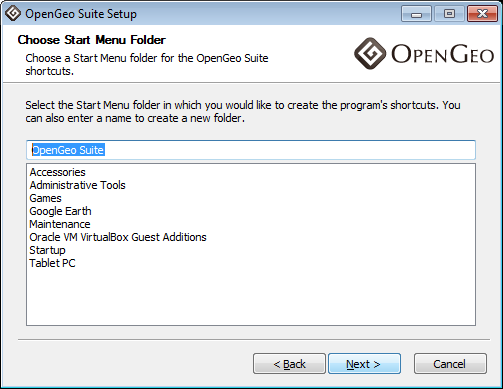 OpenGeo Suite Setup
Choose Start Menu Folder
Choose a Start Menu folder for the OpenGeo Suite
shortcuts.
OPENGEO
Select the Start Menu folder in which you would like to create the program's shortcuts. You
can also enter a name to create a new folder.
OpenGeo Suite
Accessories
Administrative Tools
Games
Google Earth
Maintenance
Oracle VM VirtualBox Guest Additions
Startup
Tablet PC
< Back Next > Cancel